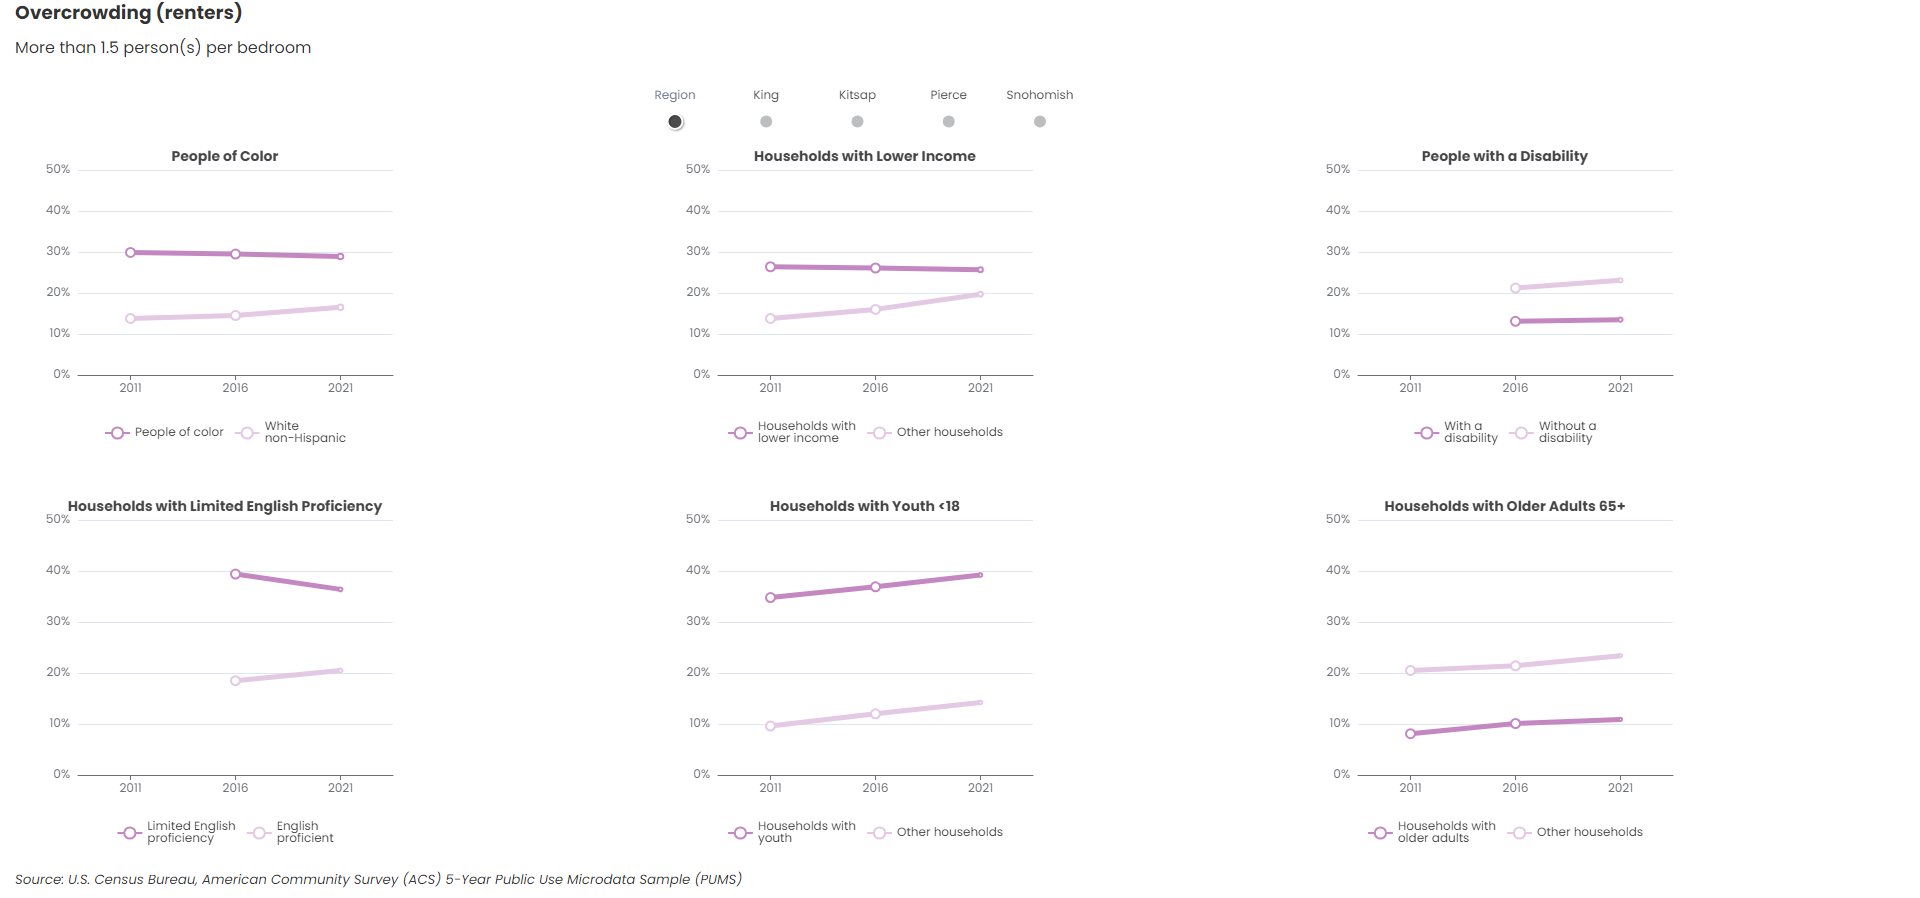 Overcrowding (renters)
More than 1.5 person(s) per bedroom
Region King Kitsap Pierce Snohomish
People of Color
50%
40%
30%
20%
10%
0%
2011 2016 2021
People of color
White
non-Hispanic
Households with Lower Income
50%
40%
30%
20%
10%
0%
2011 2016 2021
Households with
lower income
Other households
People with a Disability
50%
40%
30%
20%
10%
0%
2011 2016 2021
With a
disability
Without a
disability
Households with Limited English Proficiency
50%
40%
30%
20%
10%
0%
2011 2016 2021
Limited English
proficiency
English
proficient
Households with Youth <18
50%
40%
30%
20%
10%
0%
2011 2016 2021
Households with
youth
Other households
Households with Older Adults 65+
50%
40%
30%
20%
10%
0%
2011 2016 2021
Households with
older adults
Other households
Source: U.S. Census Bureau, American Community Survey (ACS) 5-Year Public Use Microdata Sample (PUMS)